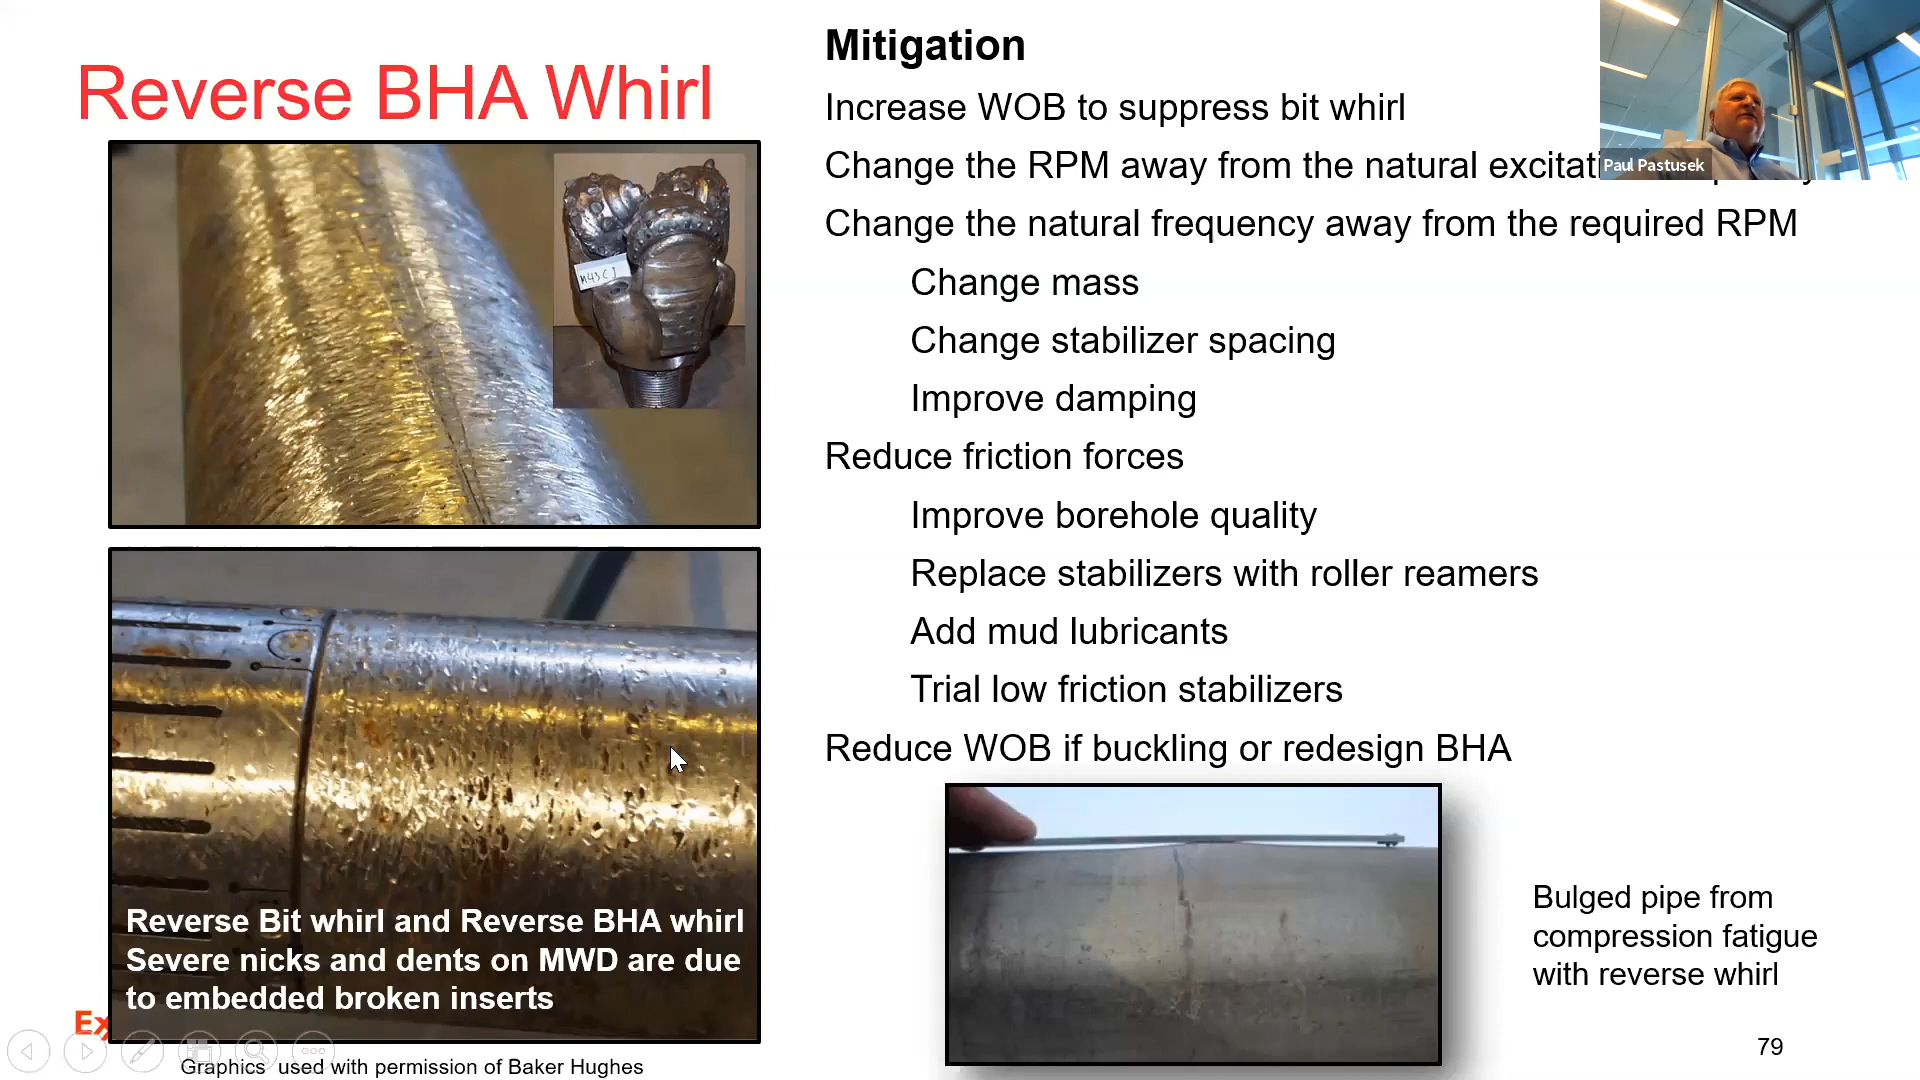 Reverse BHA Whirl
Mitigation
Increase WOB to suppress bit whirl
Change the RPM away from the natural
Change the natural frequency away from the required RPM
Change mass
Change stabilizer spacing
Improve damping
Reduce friction forces
Improve borehole quality
Replace stabilizers with roller reamers
Add mud lubricants
Trial low friction stabilizers
Reduce WOB if buckling or redesign BHA
Paul Pastusek
Reverse Bit whirl and Reverse BHA whirl
Severe nicks and dents on MWD are due
to embedded broken inserts
Bulged pipe from
compression fatigue
with reverse whirl
Ex
Graphics used with permission of Baker Hughes
79